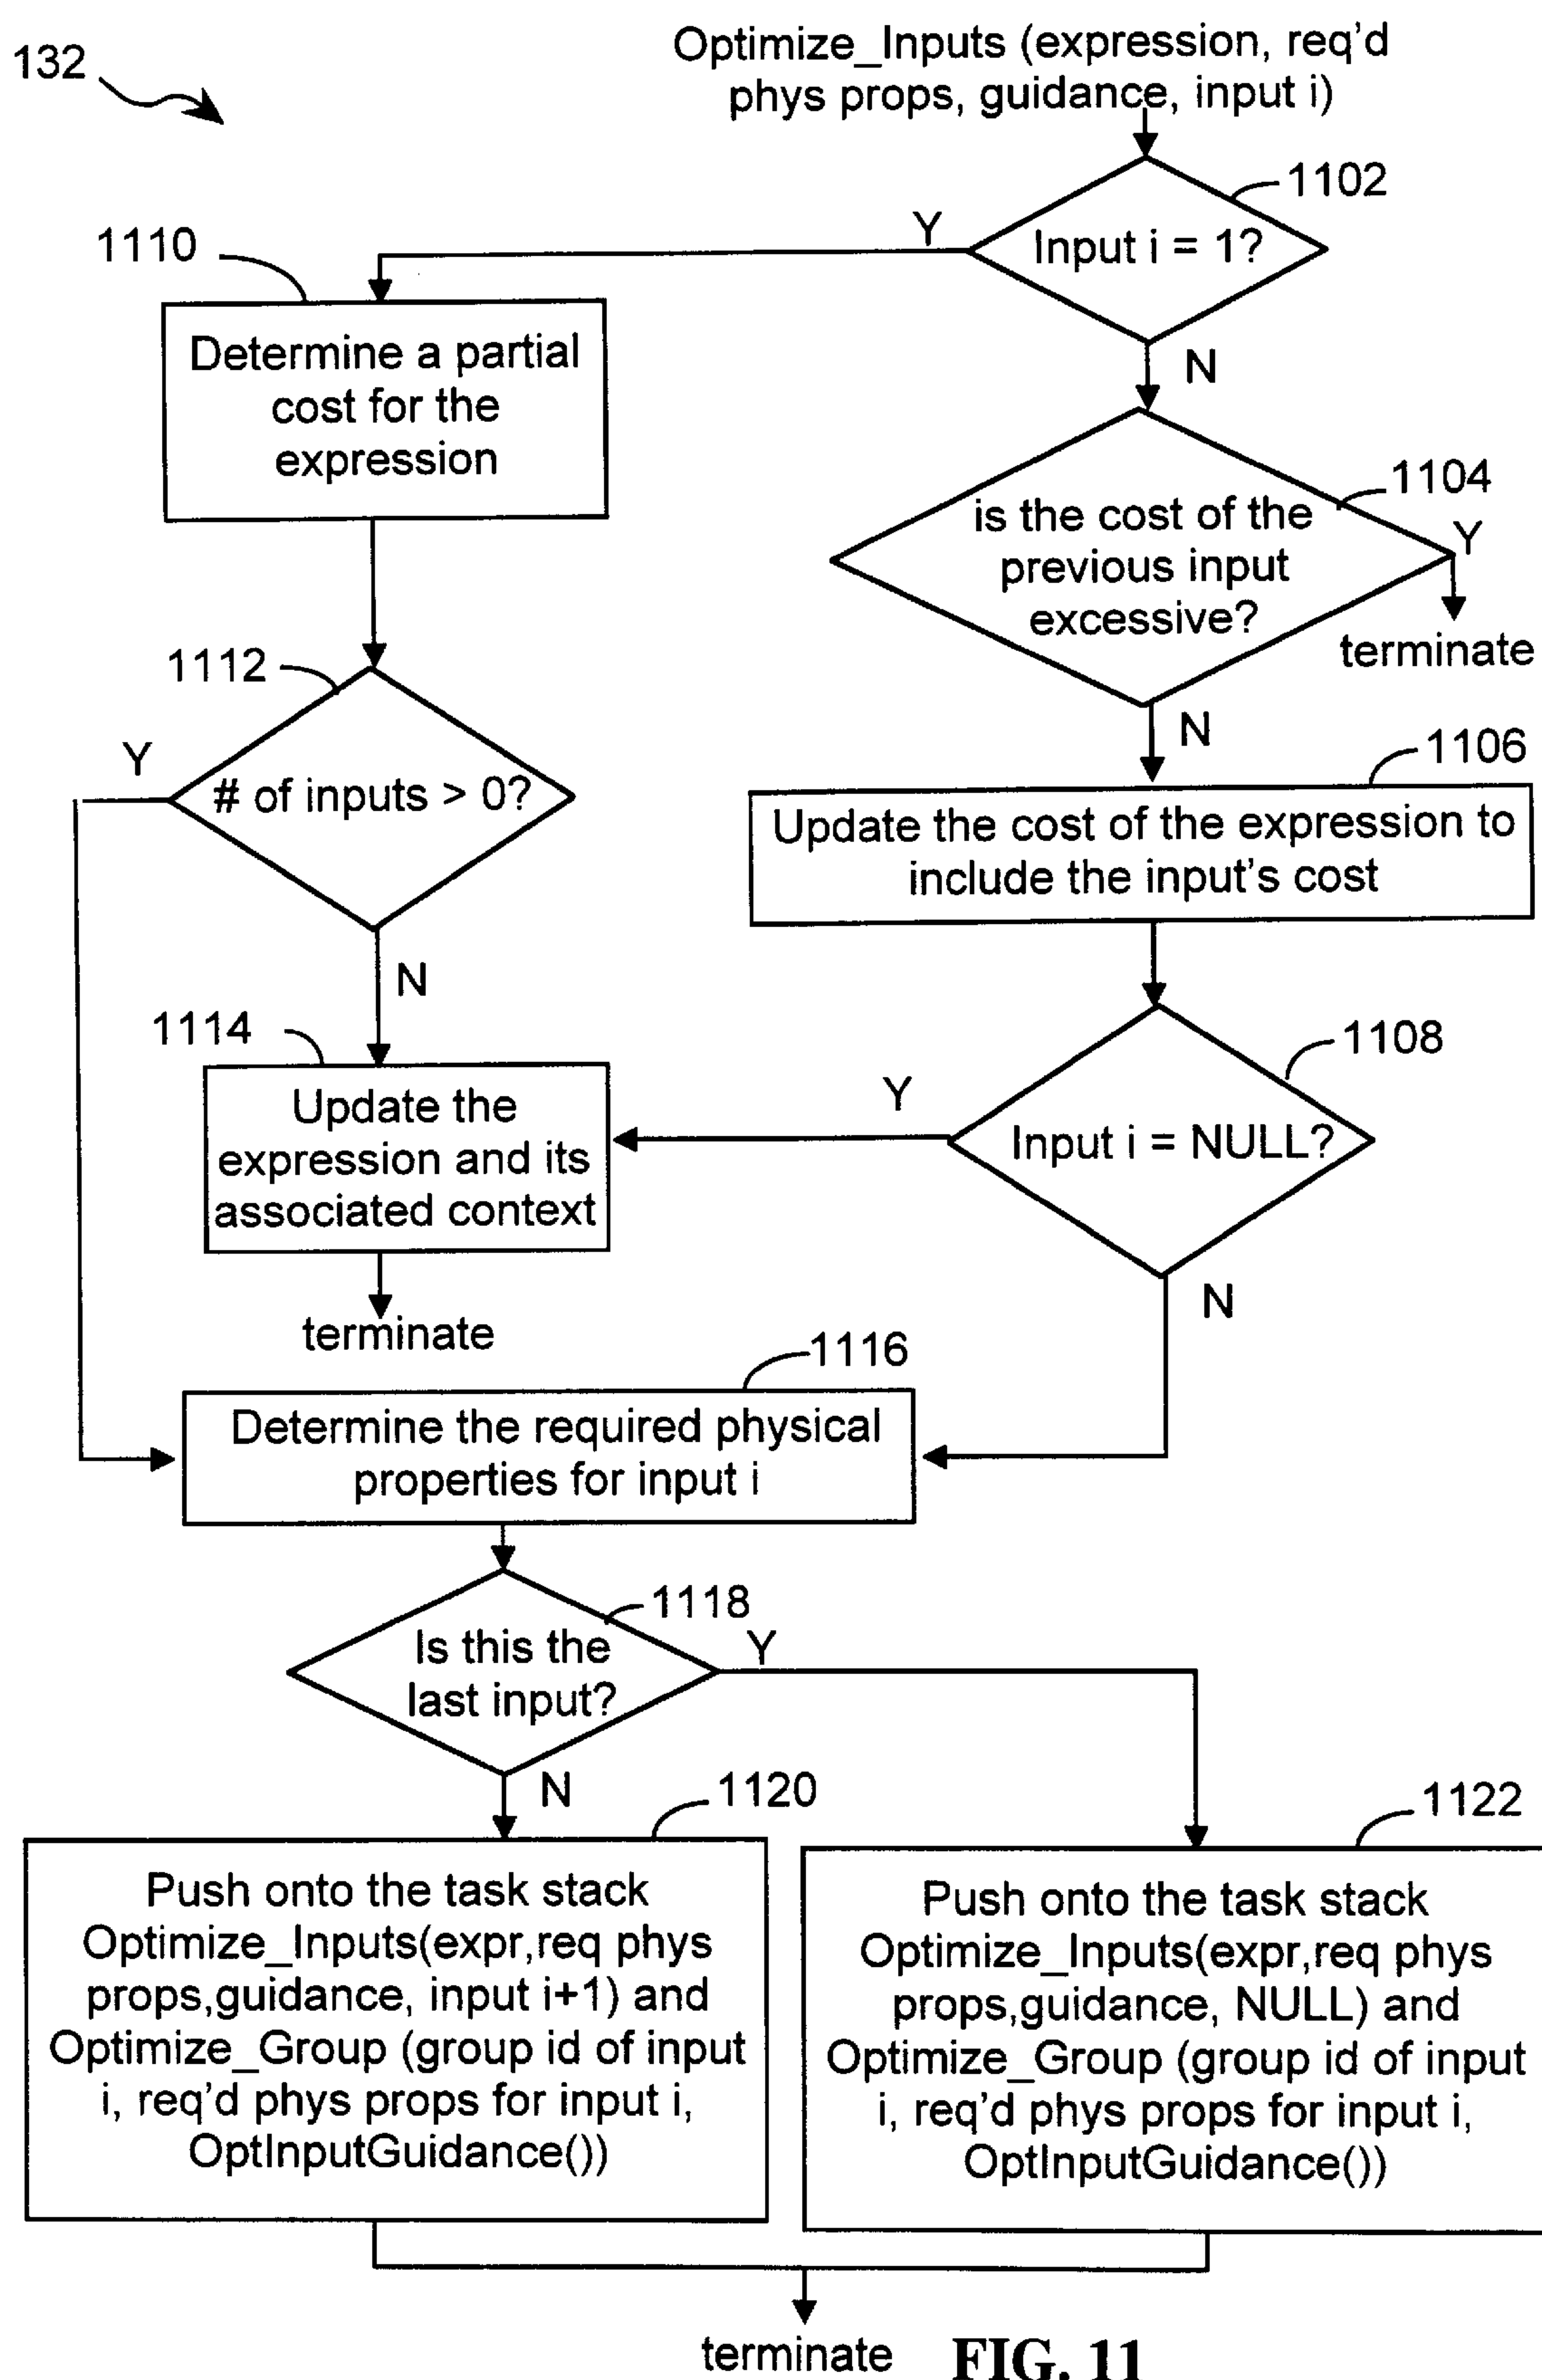 132
Optimize_Inputs (expression, req'd
phys props, guidance, input i)
1102
Y
Input i = 1?
N
1110
Determine a partial
cost for the
expression
1104
is the cost of the
previous input
excessive?
Y
terminate
N
1112
Y
# of inputs > 0?
N
1106
Update the cost of the expression to
include the input's cost
1108
Y
Input i = NULL?
N
1114
Update the
expression and its
associated context
terminate
1116
Determine the required physical
properties for input i
1118
Is this the
last input?
Y
N
1120
Push onto the task stack
Optimize_Inputs(expr,req phys
props,guidance, input i+1) and
Optimize_Group (group id of input
i, req'd phys props for input i,
OptInputGuidance())
1122
Push onto the task stack
Optimize_Inputs(expr,req phys
props,guidance, NULL) and
Optimize_Group (group id of input
i, req'd phys props for input i,
OptInputGuidance())
terminate
FIG. 11